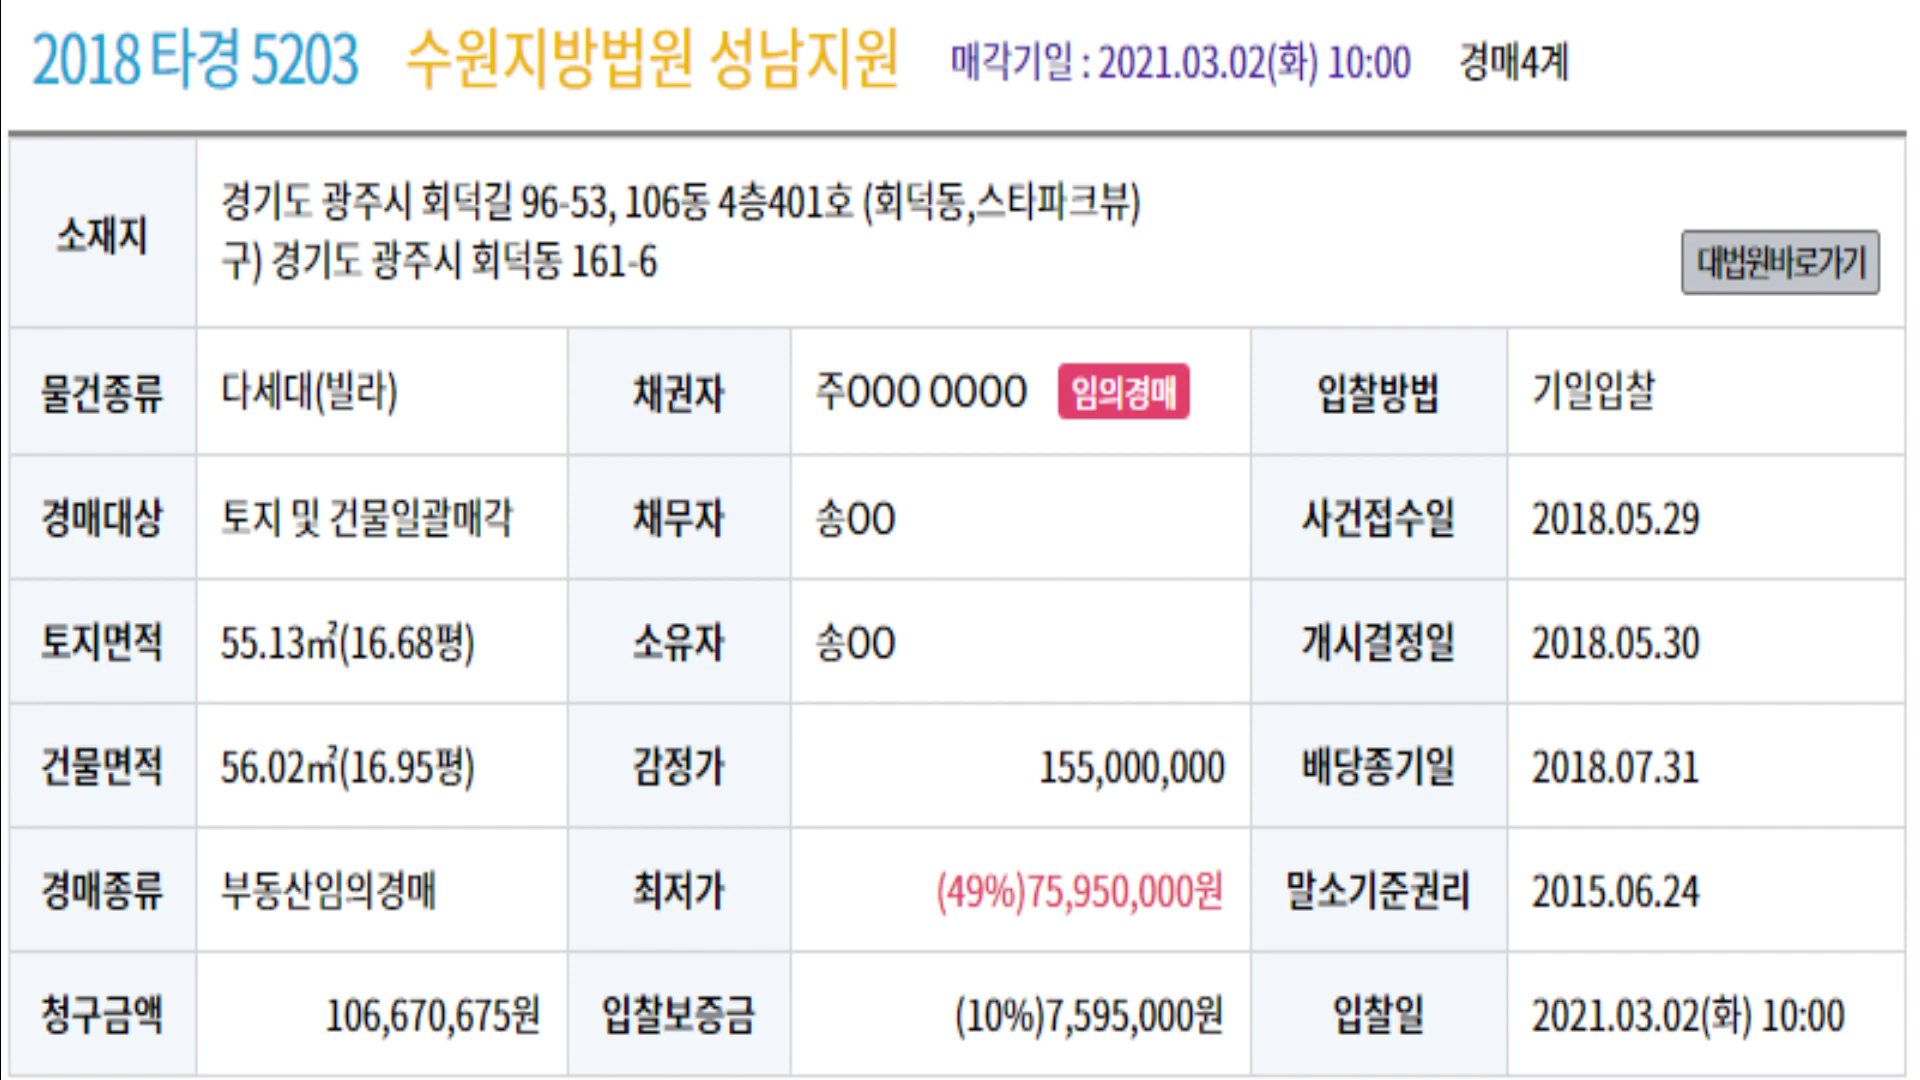 2018 타경 5203 수원지방법원 성남지원 매각기일 : 2021.03.02(화) 10:00 경매4계
소재지 경기도 광주시 회덕길 96-53, 106동 4층401호 (회덕동,스타파크뷰)
구) 경기도 광주시 회덕동 161-6
대법원바로가기
물건종류 다세대(빌라) 채권자 주OOO OOOO 임의경매 입찰방법 기일입찰
경매대상 토지 및 건물일괄매각 채무자 송OO 사건접수일 2018.05.29
토지면적 55.13㎡(16.68평) 소유자 송OO 개시결정일 2018.05.30
건물면적 56.02㎡(16.95평) 감정가 155,000,000 배당종기일 2018.07.31
경매종류 부동산임의경매 최저가 (49%)75,950,000원 말소기준권리 2015.06.24
청구금액 106,670,675원 입찰보증금 (10%)7,595,000원 입찰일 2021.03.02(화) 10:00